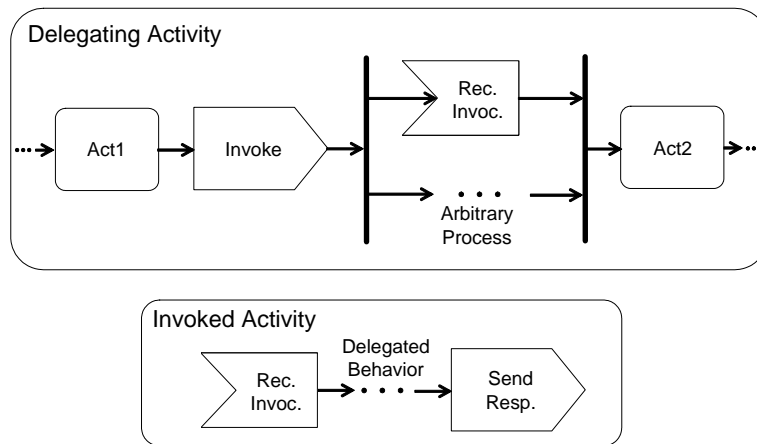 Delegating Activity
Act1
Invoke
Rec.
Invoc.
Arbitrary
Process
Act2
Invoked Activity
Rec.
Invoc.
Delegated
Behavior
Send
Resp.